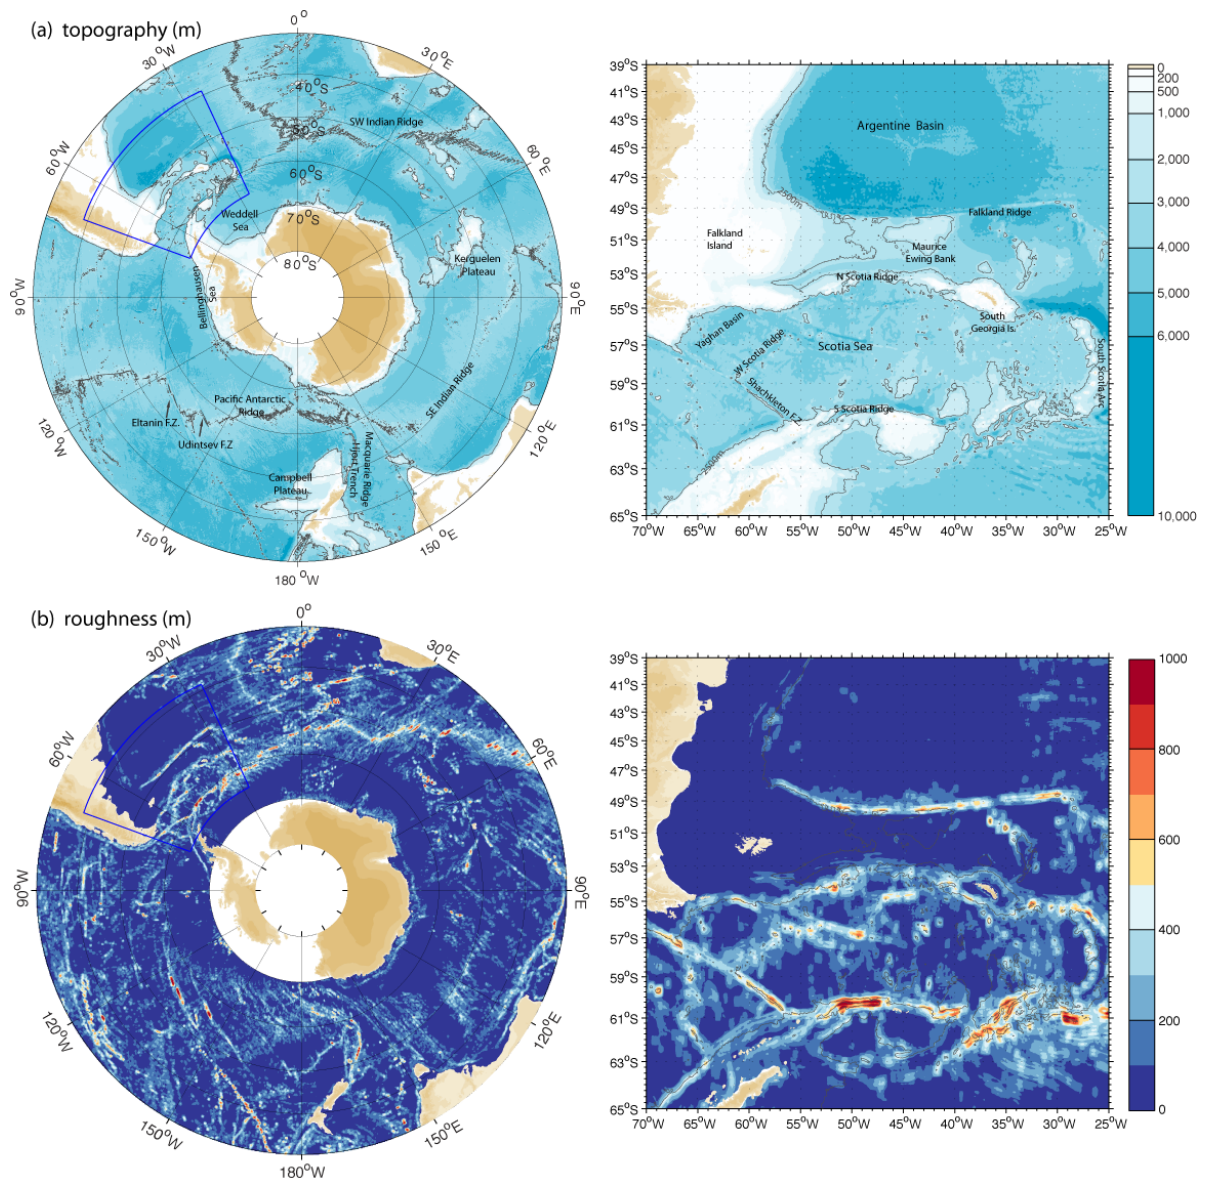 (a) topography (m)
0°
30°W
30°E
60°W
60°E
90°W
90°E
120°W
120°E
150°W
150°E
180°W
40°S
50°S
60°S
70°S
80°S
SW Indian Ridge
Weddell
Sea
Kerguelen
Plateau
Bellinghausen
Sea
Pacific Antarctic
Ridge
SE Indian Ridge
Eltanin F.Z.
Udintsev F.Z
Campbell
Plateau
Macquarie Ridge
Hjort Trench
39°S
41°S
43°S
45°S
47°S
49°S
51°S
53°S
55°S
57°S
59°S
61°S
63°S
65°S
70°W
65°W
60°W
55°W
50°W
45°W
40°W
35°W
30°W
25°W
Argentine Basin
3500m
Falkland Ridge
Falkland
Island
Maurice
Ewing Bank
N Scotia Ridge
South
Georgia Is.
Yaghan Basin
W Scotia Ridge
Scotia Sea
South Scotia Arc
Shackleton F.Z
S Scotia Ridge
2500m
0
200
500
1,000
2,000
3,000
4,000
5,000
6,000
10,000
(b) roughness (m)
0°
30°W
30°E
60°W
60°E
90°W
90°E
120°W
120°E
150°W
150°E
180°W
39°S
41°S
43°S
45°S
47°S
49°S
51°S
53°S
55°S
57°S
59°S
61°S
63°S
65°S
70°W
65°W
60°W
55°W
50°W
45°W
40°W
35°W
30°W
25°W
1000
800
600
400
200
0